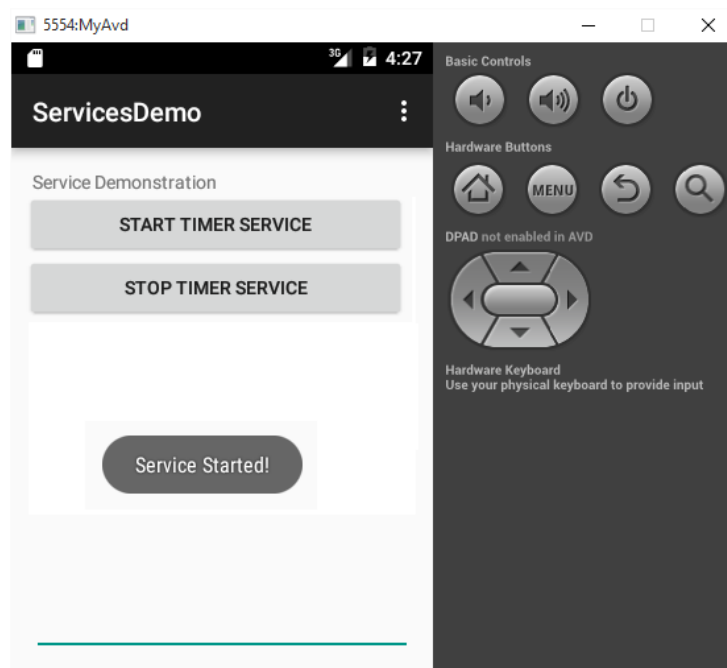 5554:MyAvd
3G 4:27
ServicesDemo
Service Demonstration
START TIMER SERVICE
STOP TIMER SERVICE
Service Started!
Basic Controls
Hardware Buttons
MENU
DPAD not enabled in AVD
Hardware Keyboard
Use your physical keyboard to provide input